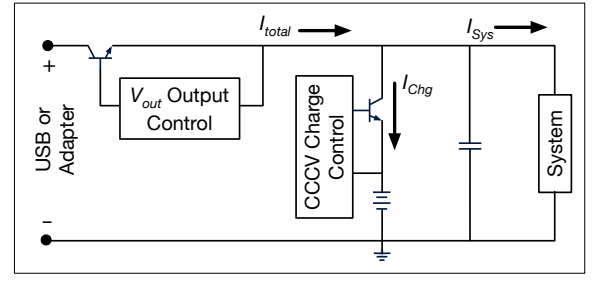 I_total
I_Sys
+
USB or
Adapter
−
V_out Output
Control
CCCV Charge
Control
I_Chg
System